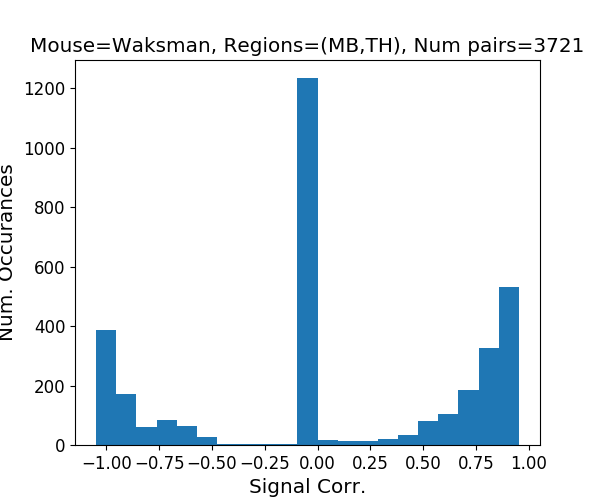 Mouse=Waksman, Regions=(MB,TH), Num pairs=3721
1200
1000
800
600
400
200
0
Num. Occurances
−1.00 −0.75 −0.50 −0.25 0.00 0.25 0.50 0.75 1.00
Signal Corr.